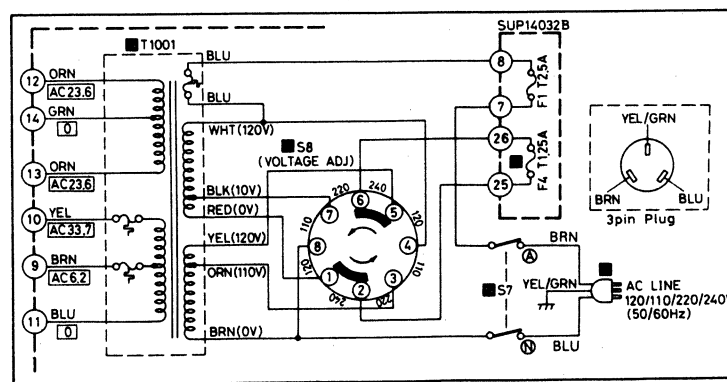 SUP14032B
T1001
BLU
8
12
ORN
AC23.6
F1 T2.5A
14
GRN
0
BLU
7
WHT(120V)
S8
(VOLTAGE ADJ)
26
F4 T1.25A
YEL/GRN
13
ORN
AC23.6
25
BRN
BLU
3pin Plug
BLK(10V)
220
240
6
7
5
120
10
YEL
AC33.7
RED(0V)
110
8
4
YEL(120V)
BRN
A
9
BRN
AC6.2
ORN(110V)
120
1
2
3
110
240
220
S7
YEL/GRN
AC LINE
120/110/220/240V
(50/60Hz)
11
BLU
0
BRN(0V)
N
BLU